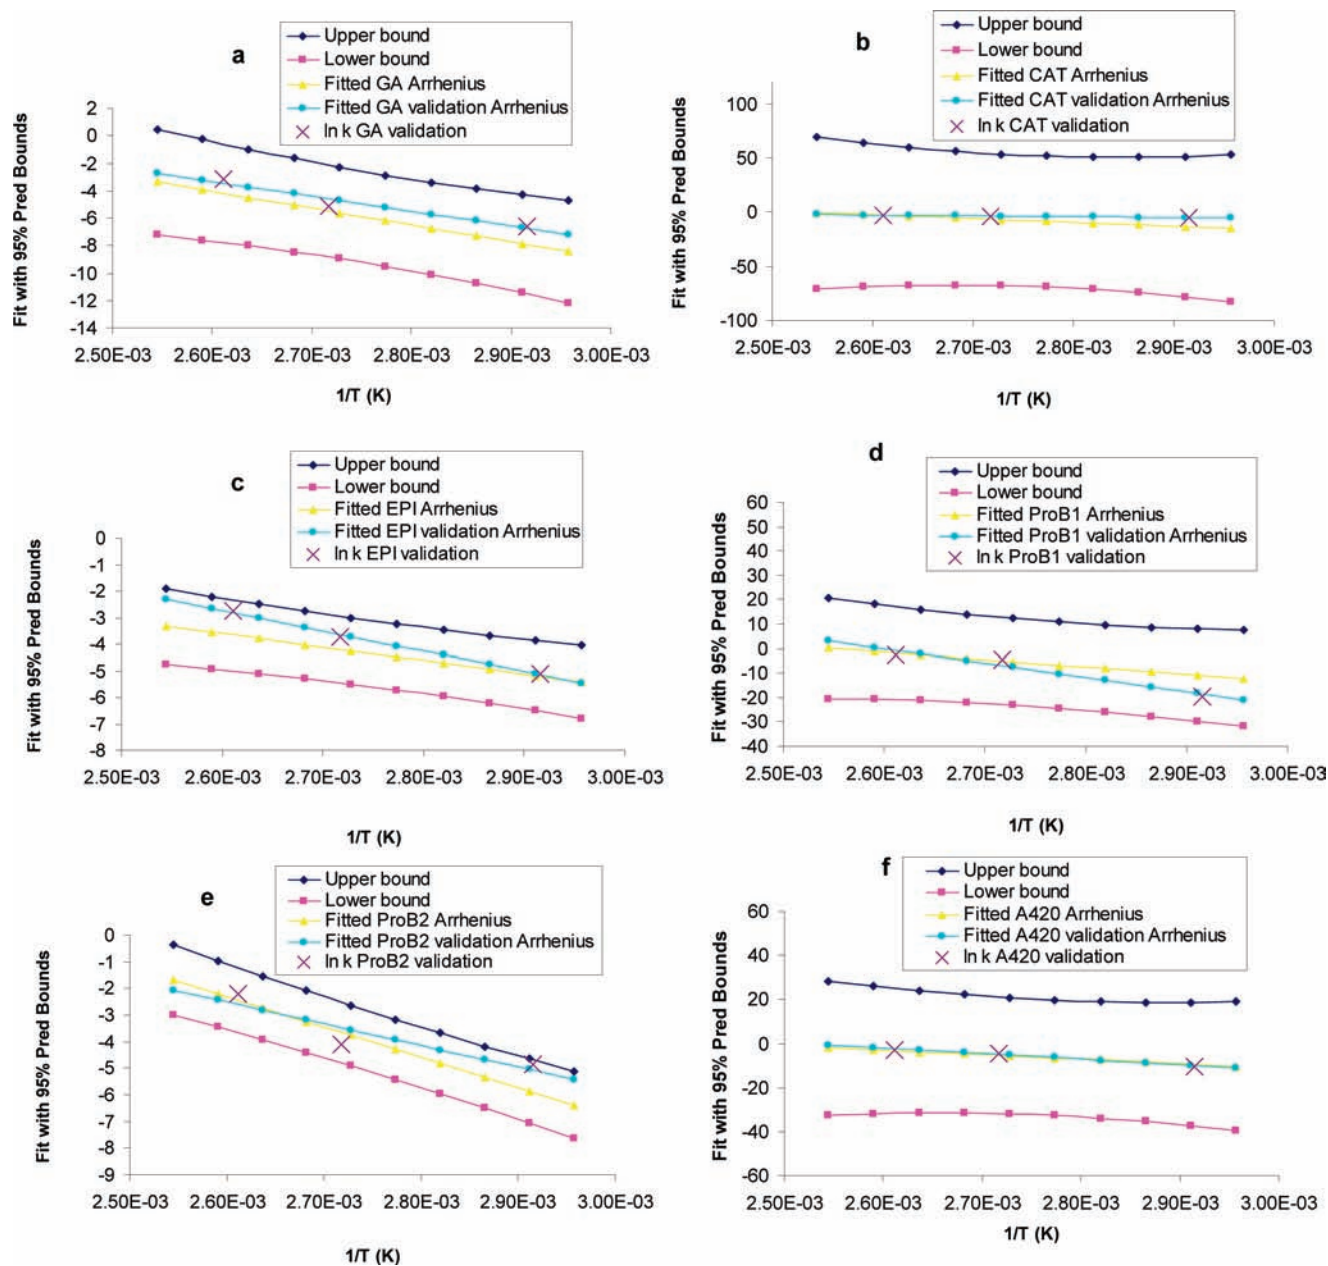 a
Upper bound
Lower bound
Fitted GA Arrhenius
Fitted GA validation Arrhenius
ln k GA validation
Fit with 95% Pred Bounds
2
0
-2
-4
-6
-8
-10
-12
-14
2.50E-03 2.60E-03 2.70E-03 2.80E-03 2.90E-03 3.00E-03
1/T (K)
b
Upper bound
Lower bound
Fitted CAT Arrhenius
Fitted CAT validation Arrhenius
ln k CAT validation
Fit with 95% Pred Bounds
100
50
0
-50
-100
2.50E-03 2.60E-03 2.70E-03 2.80E-03 2.90E-03 3.00E-03
1/T (K)
c
Upper bound
Lower bound
Fitted EPI Arrhenius
Fitted EPI validation Arrhenius
ln k EPI validation
Fit with 95% Pred Bounds
0
-1
-2
-3
-4
-5
-6
-7
-8
2.50E-03 2.60E-03 2.70E-03 2.80E-03 2.90E-03 3.00E-03
1/T (K)
d
Upper bound
Lower bound
Fitted ProB1 Arrhenius
Fitted ProB1 validation Arrhenius
ln k ProB1 validation
Fit with 95% Pred Bounds
60
50
40
30
20
10
0
-10
-20
-30
-40
2.50E-03 2.60E-03 2.70E-03 2.80E-03 2.90E-03 3.00E-03
1/T (K)
e
Upper bound
Lower bound
Fitted ProB2 Arrhenius
Fitted ProB2 validation Arrhenius
ln k ProB2 validation
Fit with 95% Pred Bounds
0
-1
-2
-3
-4
-5
-6
-7
-8
-9
2.50E-03 2.60E-03 2.70E-03 2.80E-03 2.90E-03 3.00E-03
1/T (K)
f
Upper bound
Lower bound
Fitted A420 Arrhenius
Fitted A420 validation Arrhenius
ln k A420 validation
Fit with 95% Pred Bounds
60
40
20
0
-20
-40
-60
2.50E-03 2.60E-03 2.70E-03 2.80E-03 2.90E-03 3.00E-03
1/T (K)